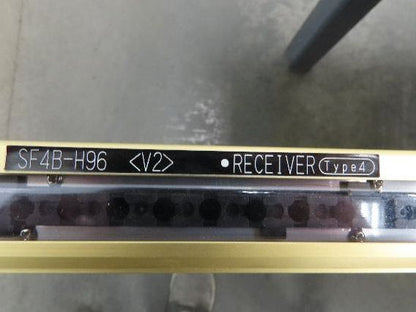 SF4B-H96 <V2> ●RECEIVER Type4